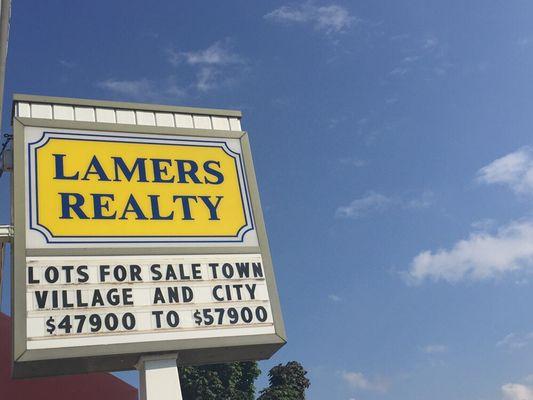 LAMERS
REALTY
LOTS FOR SALE TOWN
VILLAGE AND CITY
$47900 TO $57900